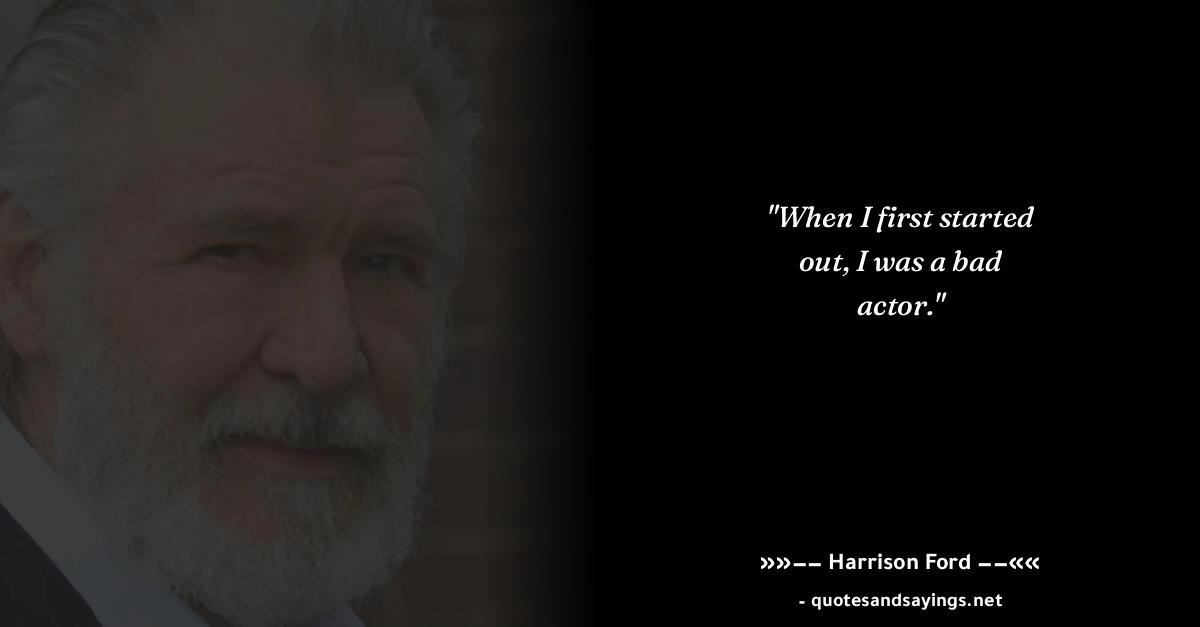 "When I first started
out, I was a bad
actor."
»»−− Harrison Ford −−««
- quotesandsayings.net